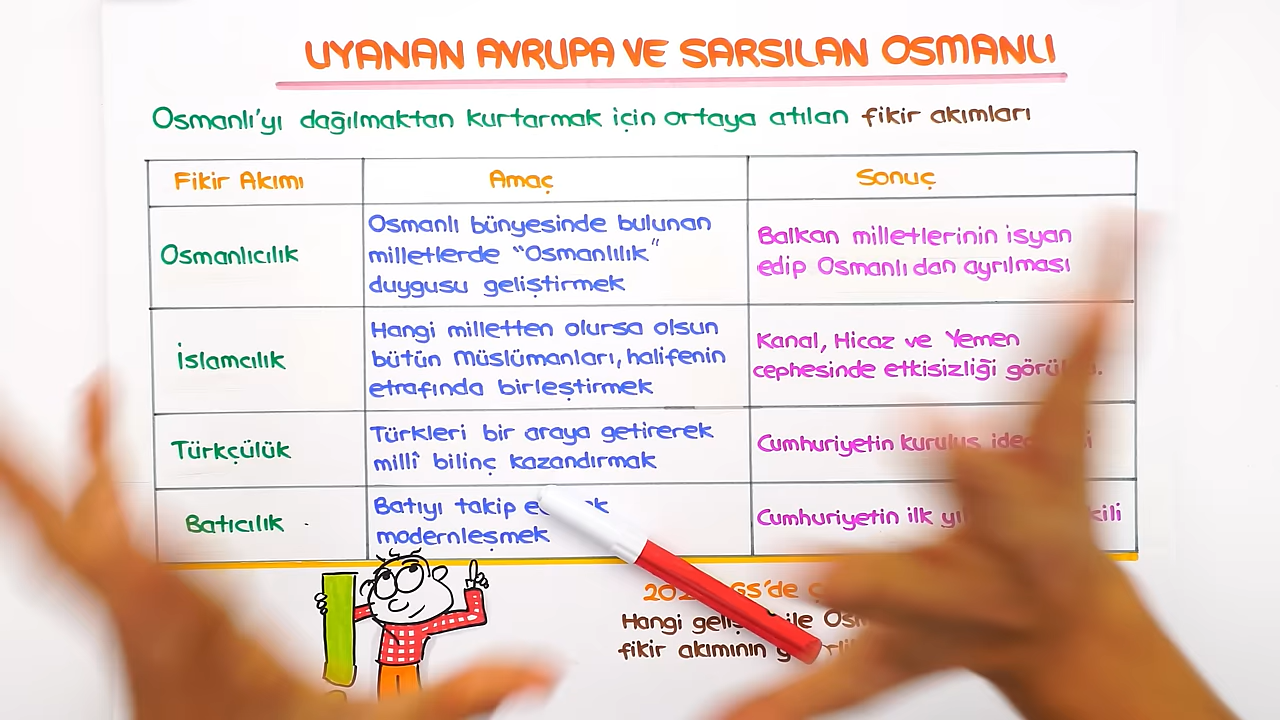 UYANAN AVRUPA VE SARSILAN OSMANLI
Osmanlı'yı dağılmaktan kurtarmak için ortaya atılan fikir akımları
Fikir Akımı
Amaç
Sonuç
Osmanlıcılık
Osmanlı bünyesinde bulunan
milletlerde "Osmanlılık"
duygusu geliştirmek
Balkan milletlerinin isyan
edip Osmanlıdan ayrılması
İslamcılık
Hangi milletten olursa olsun
bütün Müslümanları, halifenin
etrafında birleştirmek
Kanal, Hicaz ve Yemen
cephesinde etkisizliği
Türkçülük
Türkleri bir araya getirerek
millî bilinç kazandırmak
Cumhuriyetin kuruluş
Batıcılık
Batıyı takip
modernleşmek
Cumhuriyetin ilk
Hangi ile
fikir akımının